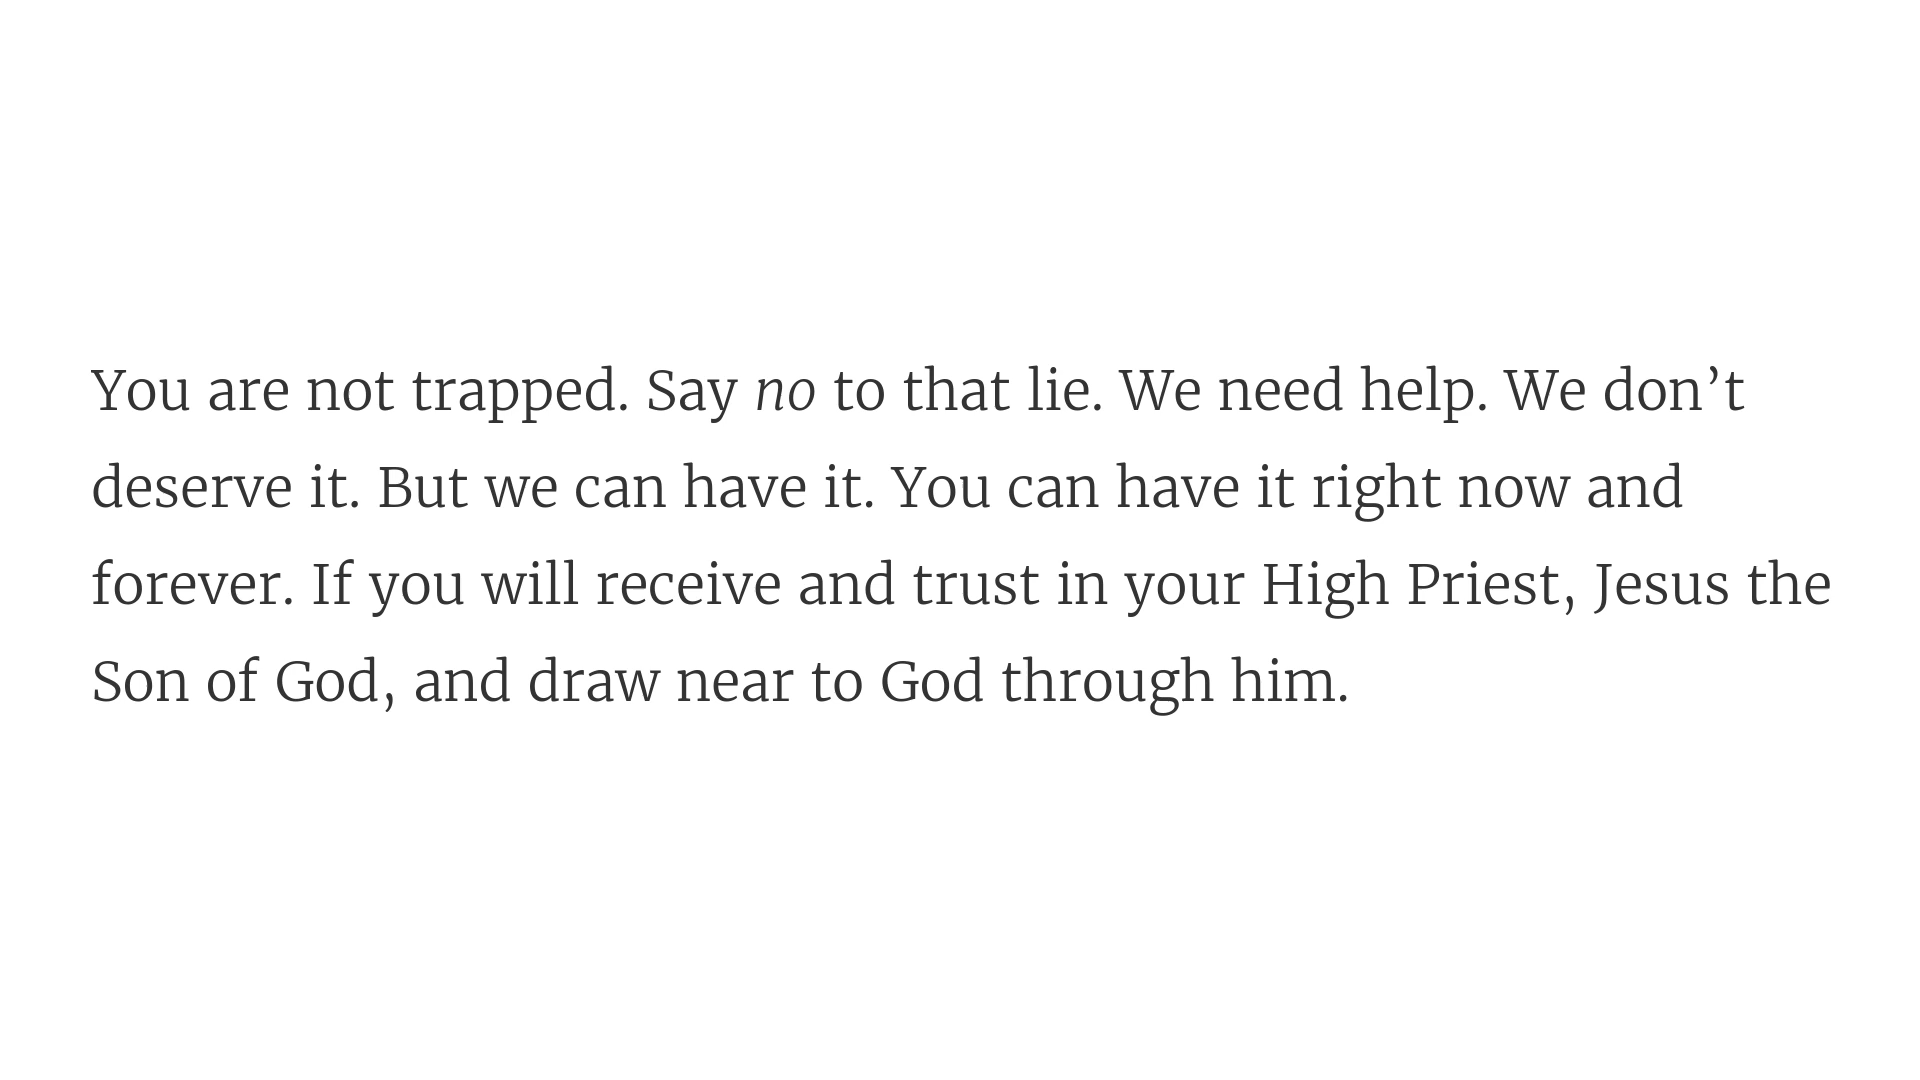 You are not trapped. Say no to that lie. We need help. We don’t
deserve it. But we can have it. You can have it right now and
forever. If you will receive and trust in your High Priest, Jesus the
Son of God, and draw near to God through him.